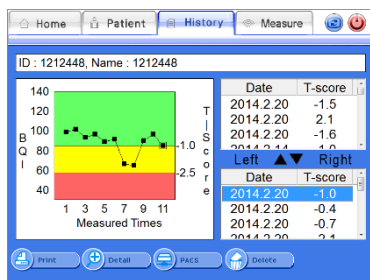 Home Patient History Measure
ID : 1212448, Name : 1212448
140
120
100
80
60
40
BQI
-1.0
-2.5
T-Score
1 3 5 7 9 11
Measured Times
Date T-score
2014.2.20 -1.5
2014.2.20 2.1
2014.2.20 -1.6
Left ▲▼ Right
Date T-score
2014.2.20 -1.0
2014.2.20 -0.4
2014.2.20 -0.7
Print Detail PACS Delete